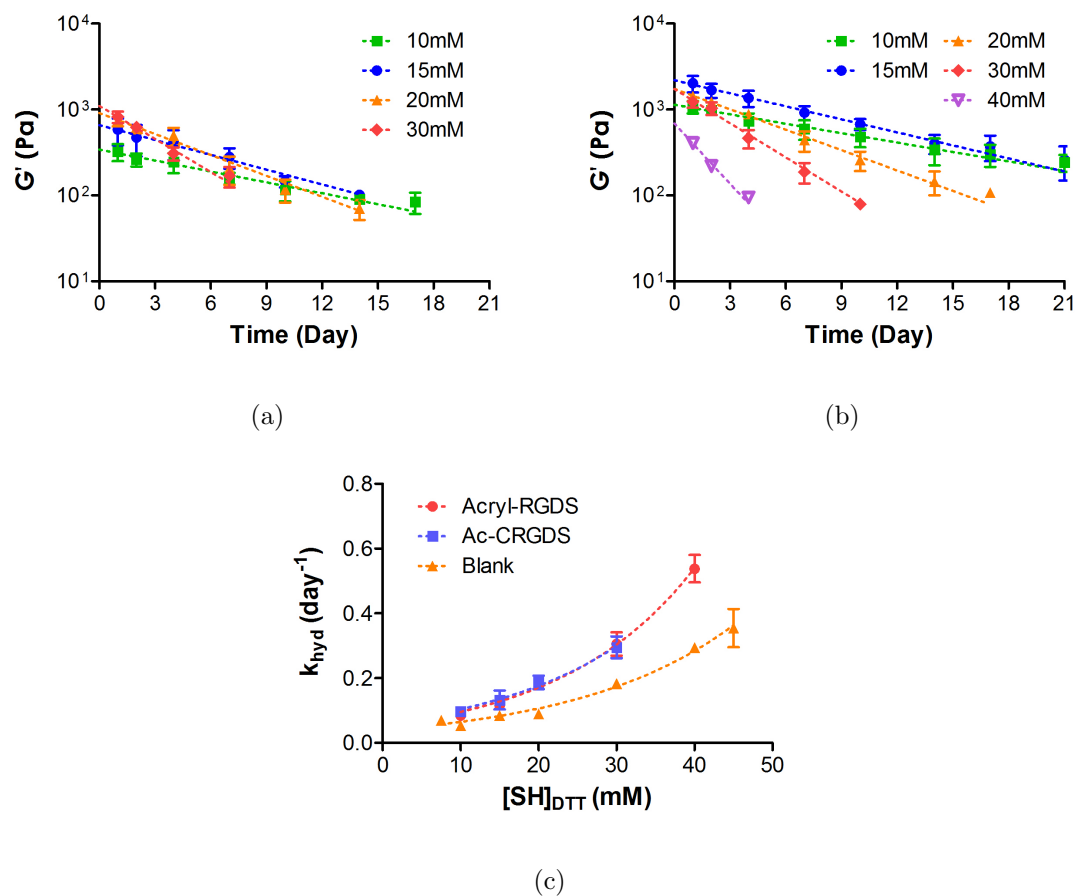 G' (Pa)
10⁴
10³
10²
10¹
10mM
15mM
20mM
30mM
0 3 6 9 12 15 18 21
Time (Day)
(a)
G' (Pa)
10⁴
10³
10²
10¹
10mM 20mM
15mM 30mM
40mM
0 3 6 9 12 15 18 21
Time (Day)
(b)
k_hyd (day⁻¹)
0.8
0.6
0.4
0.2
0.0
Acryl-RGDS
Ac-CRGDS
Blank
0 10 20 30 40 50
[SH]_DTT (mM)
(c)